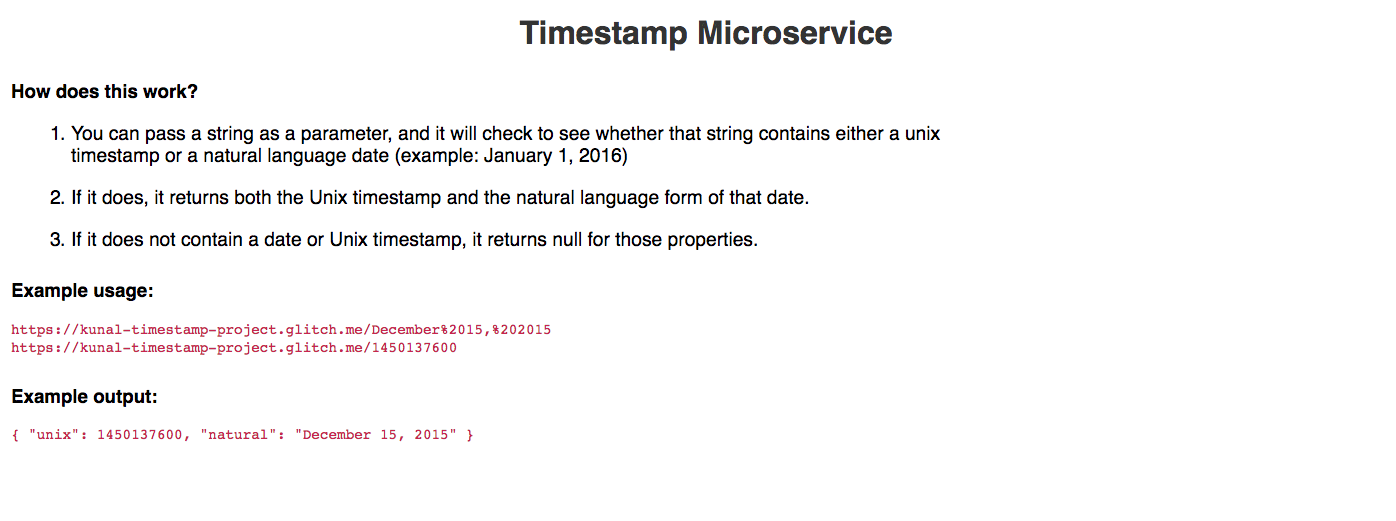 Timestamp Microservice
How does this work?
1. You can pass a string as a parameter, and it will check to see whether that string contains either a unix
timestamp or a natural language date (example: January 1, 2016)
2. If it does, it returns both the Unix timestamp and the natural language form of that date.
3. If it does not contain a date or Unix timestamp, it returns null for those properties.
Example usage:
https://kunal-timestamp-project.glitch.me/December%2015,%202015
https://kunal-timestamp-project.glitch.me/1450137600
Example output:
{ "unix": 1450137600, "natural": "December 15, 2015" }